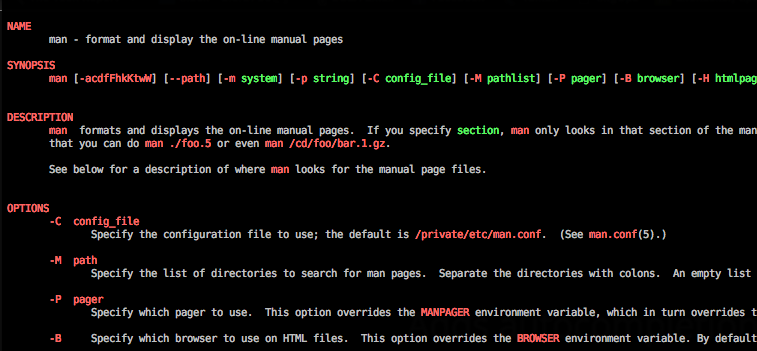 NAME
man - format and display the on-line manual pages
SYNOPSIS
man [-acdfFhkKtwW] [--path] [-m system] [-p string] [-C config_file] [-M pathlist] [-P pager] [-B browser] [-H htmlpag
DESCRIPTION
man formats and displays the on-line manual pages. If you specify section, man only looks in that section of the man
that you can do man ./foo.5 or even man /cd/foo/bar.1.gz.
See below for a description of where man looks for the manual page files.
OPTIONS
-C config_file
Specify the configuration file to use; the default is /private/etc/man.conf. (See man.conf(5).)
-M path
Specify the list of directories to search for man pages. Separate the directories with colons. An empty list
-P pager
Specify which pager to use. This option overrides the MANPAGER environment variable, which in turn overrides t
-B Specify which browser to use on HTML files. This option overrides the BROWSER environment variable. By default